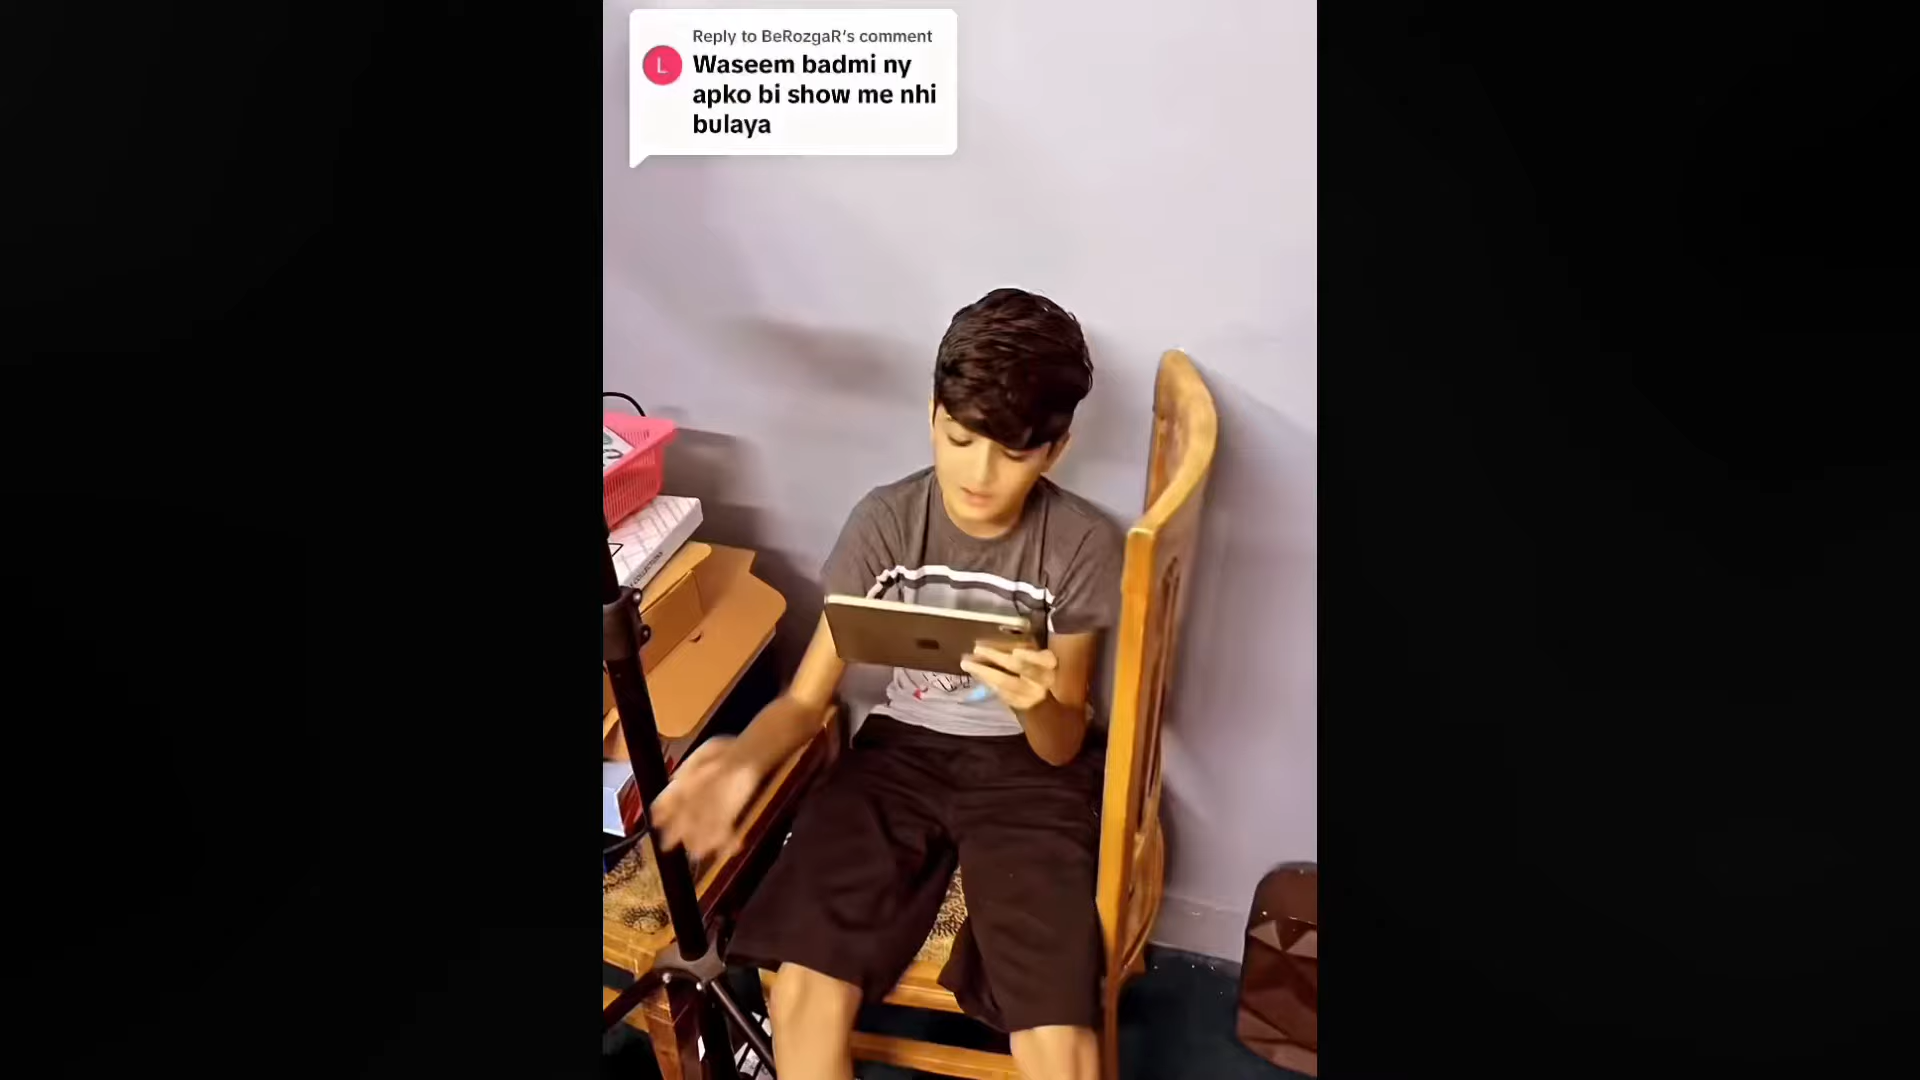 Reply to BeRozgaR's comment
L
Waseem badmi ny
apko bi show me nhi
bulaya